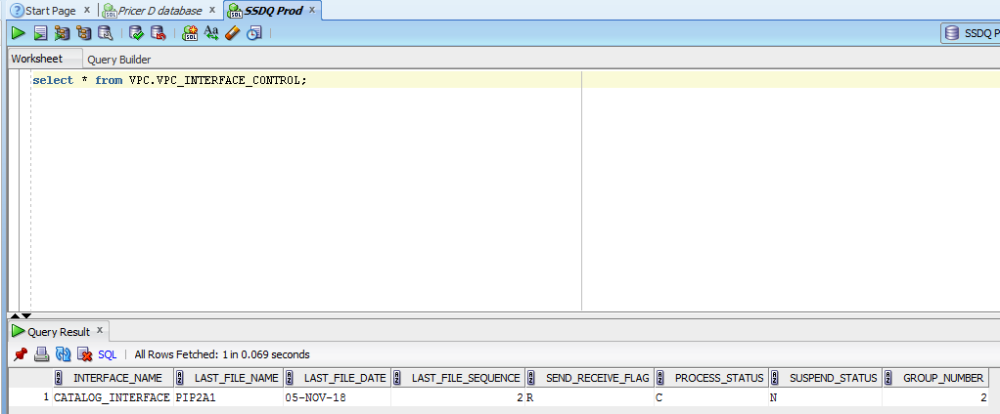 Start Page x Pricer D database x SSDQ Prod x
SSDQ P
Worksheet Query Builder
select * from VPC.VPC_INTERFACE_CONTROL;
Query Result x
SQL | All Rows Fetched: 1 in 0.069 seconds
INTERFACE_NAME LAST_FILE_NAME LAST_FILE_DATE LAST_FILE_SEQUENCE SEND_RECEIVE_FLAG PROCESS_STATUS SUSPEND_STATUS GROUP_NUMBER
1 CATALOG_INTERFACE PIP2A1 05-NOV-18 2 R C N 2